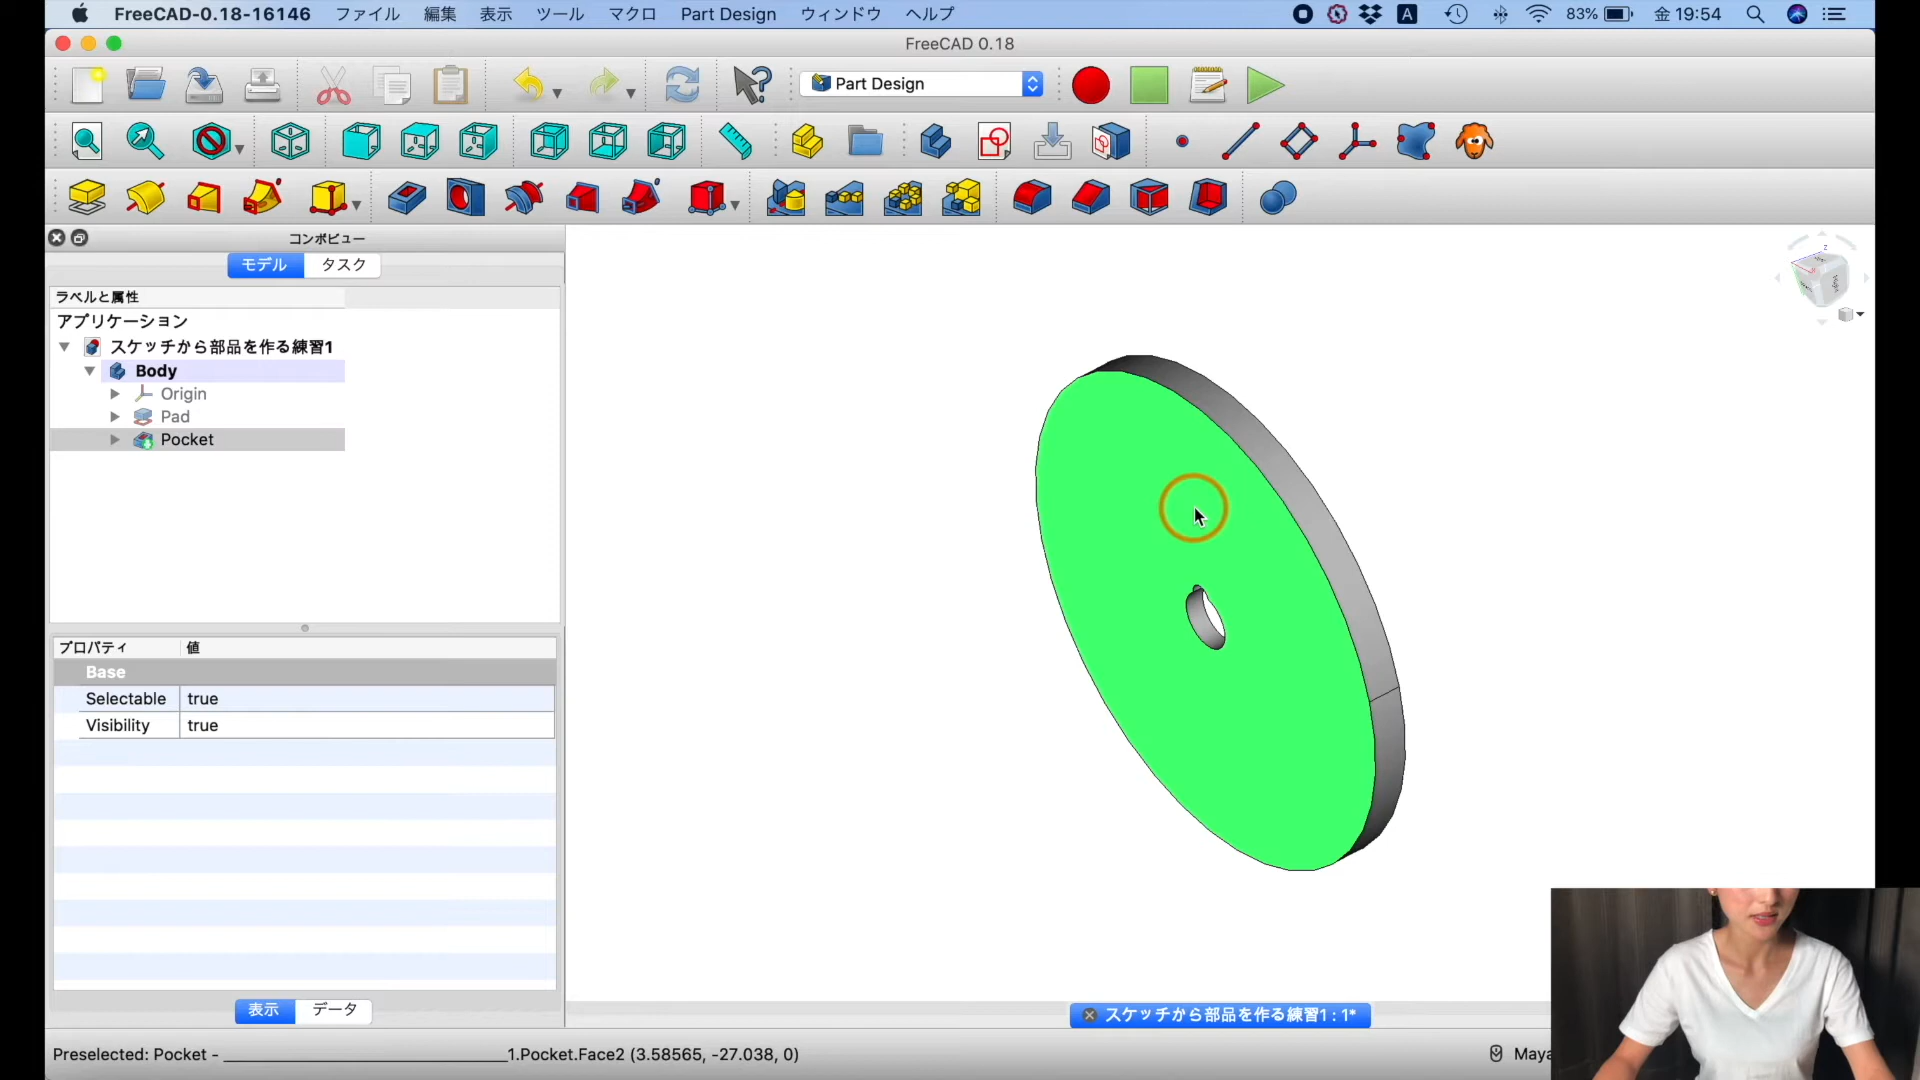 FreeCAD-0.18-16146 ファイル 編集 表示 ツール マクロ Part Design ウィンドウ ヘルプ A 83% 金 19:54
FreeCAD 0.18
Part Design
コンボビュー
モデル タスク
ラベルと属性
アプリケーション
スケッチから部品を作る練習1
Body
Origin
Pad
Pocket
プロパティ 値
Base
Selectable true
Visibility true
表示 データ
スケッチから部品を作る練習1 : 1*
Preselected: Pocket - ______________________________1.Pocket.Face2 (3.58565, -27.038, 0)
Maya